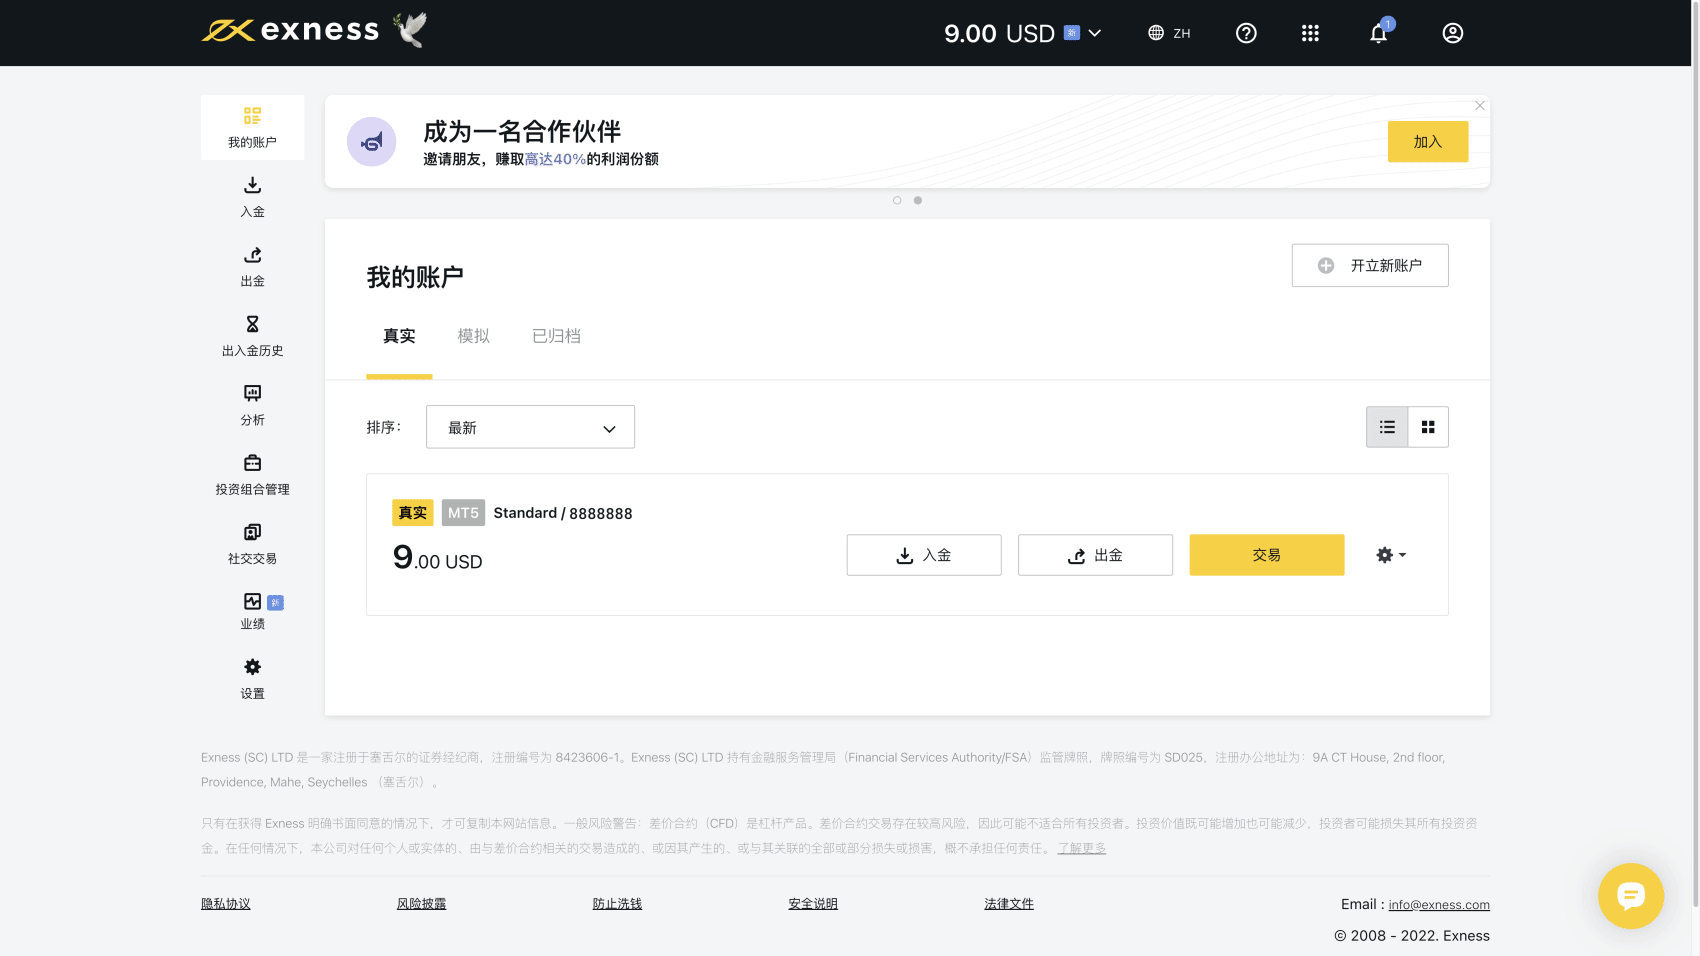 exness
9.00 USD 新
ZH
1
我的账户
入金
出金
出入金历史
分析
投资组合管理
社交交易
新
业绩
设置
成为一名合作伙伴
邀请朋友，赚取高达40%的利润份额
加入
我的账户
开立新账户
真实 模拟 已归档
排序：
最新
真实 MT5 Standard / 8888888
9.00 USD
入金
出金
交易
Exness (SC) LTD 是一家注册于塞舌尔的证券经纪商，注册编号为 8423606-1。Exness (SC) LTD 持有金融服务管理局（Financial Services Authority/FSA）监管牌照，牌照编号为 SD025，注册办公地址为：9A CT House, 2nd floor,
Providence, Mahe, Seychelles （塞舌尔）。
只有在获得 Exness 明确书面同意的情况下，才可复制本网站信息。一般风险警告：差价合约（CFD）是杠杆产品。差价合约交易存在较高风险，因此可能不适合所有投资者。投资价值既可能增加也可能减少，投资者可能损失其所有投资资
金。在任何情况下，本公司对任何个人或实体的、由与差价合约相关的交易造成的、或因其产生的、或与其关联的全部或部分损失或损害，概不承担任何责任。 了解更多
隐私协议 风险披露 防止洗钱 安全说明 法律文件
Email : info@exness.com
© 2008 - 2022. Exness